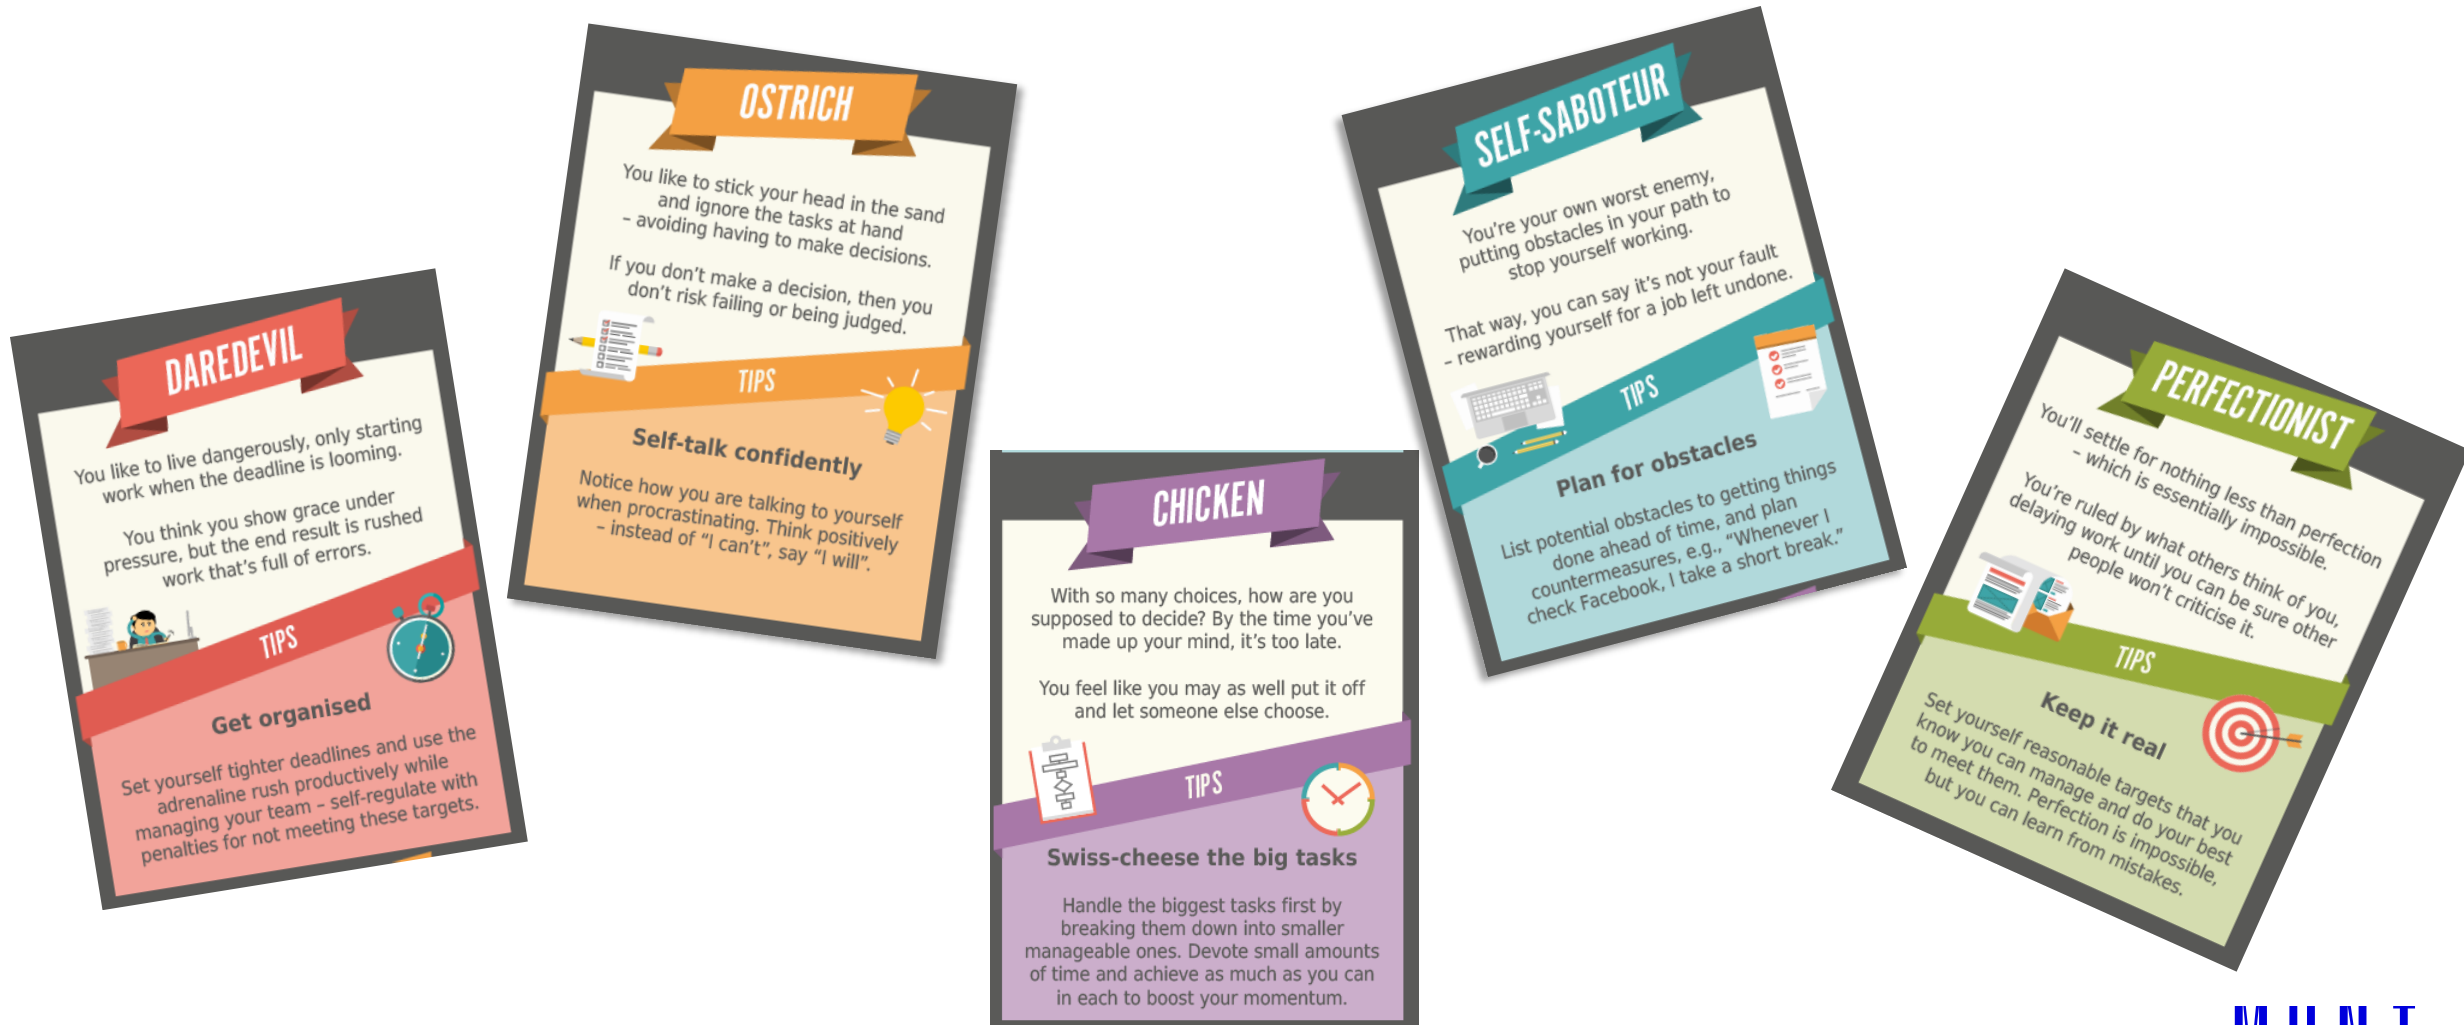 DAREDEVIL
You like to live dangerously, only starting
work when the deadline is looming.
You think you show grace under
pressure, but the end result is rushed
work that's full of errors.
TIPS
Get organised
Set yourself tighter deadlines and use the
adrenaline rush productively while
managing your team – self-regulate with
penalties for not meeting these targets.
OSTRICH
You like to stick your head in the sand
and ignore the tasks at hand
– avoiding having to make decisions.
If you don't make a decision, then you
don't risk failing or being judged.
TIPS
Self-talk confidently
Notice how you are talking to yourself
when procrastinating. Think positively
– instead of “I can't”, say “I will”.
CHICKEN
With so many choices, how are you
supposed to decide? By the time you've
made up your mind, it's too late.
You feel like you may as well put it off
and let someone else choose.
TIPS
Swiss-cheese the big tasks
Handle the biggest tasks first by
breaking them down into smaller
manageable ones. Devote small amounts
of time and achieve as much as you can
in each to boost your momentum.
SELF-SABOTEUR
You're your own worst enemy,
putting obstacles in your path to
stop yourself working.
That way, you can say it's not your fault
– rewarding yourself for a job left undone.
TIPS
Plan for obstacles
List potential obstacles to getting things
done ahead of time, and plan
countermeasures, e.g., “Whenever I
check Facebook, I take a short break.”
PERFECTIONIST
You'll settle for nothing less than perfection
– which is essentially impossible.
You're ruled by what others think of you,
delaying work until you can be sure other
people won't criticise it.
TIPS
Keep it real
Set yourself reasonable targets that you
know you can manage and do your best
to meet them. Perfection is impossible,
but you can learn from mistakes.